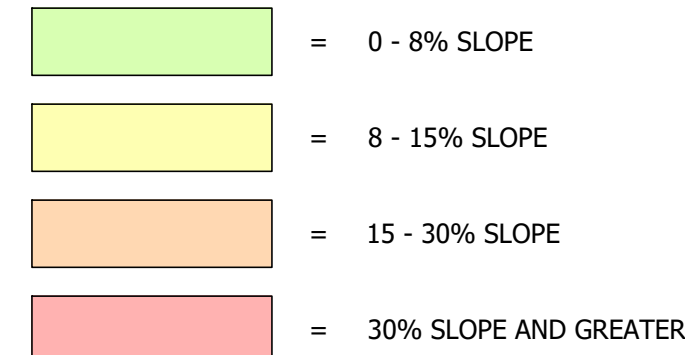 = 0 - 8% SLOPE
= 8 - 15% SLOPE
= 15 - 30% SLOPE
= 30% SLOPE AND GREATER